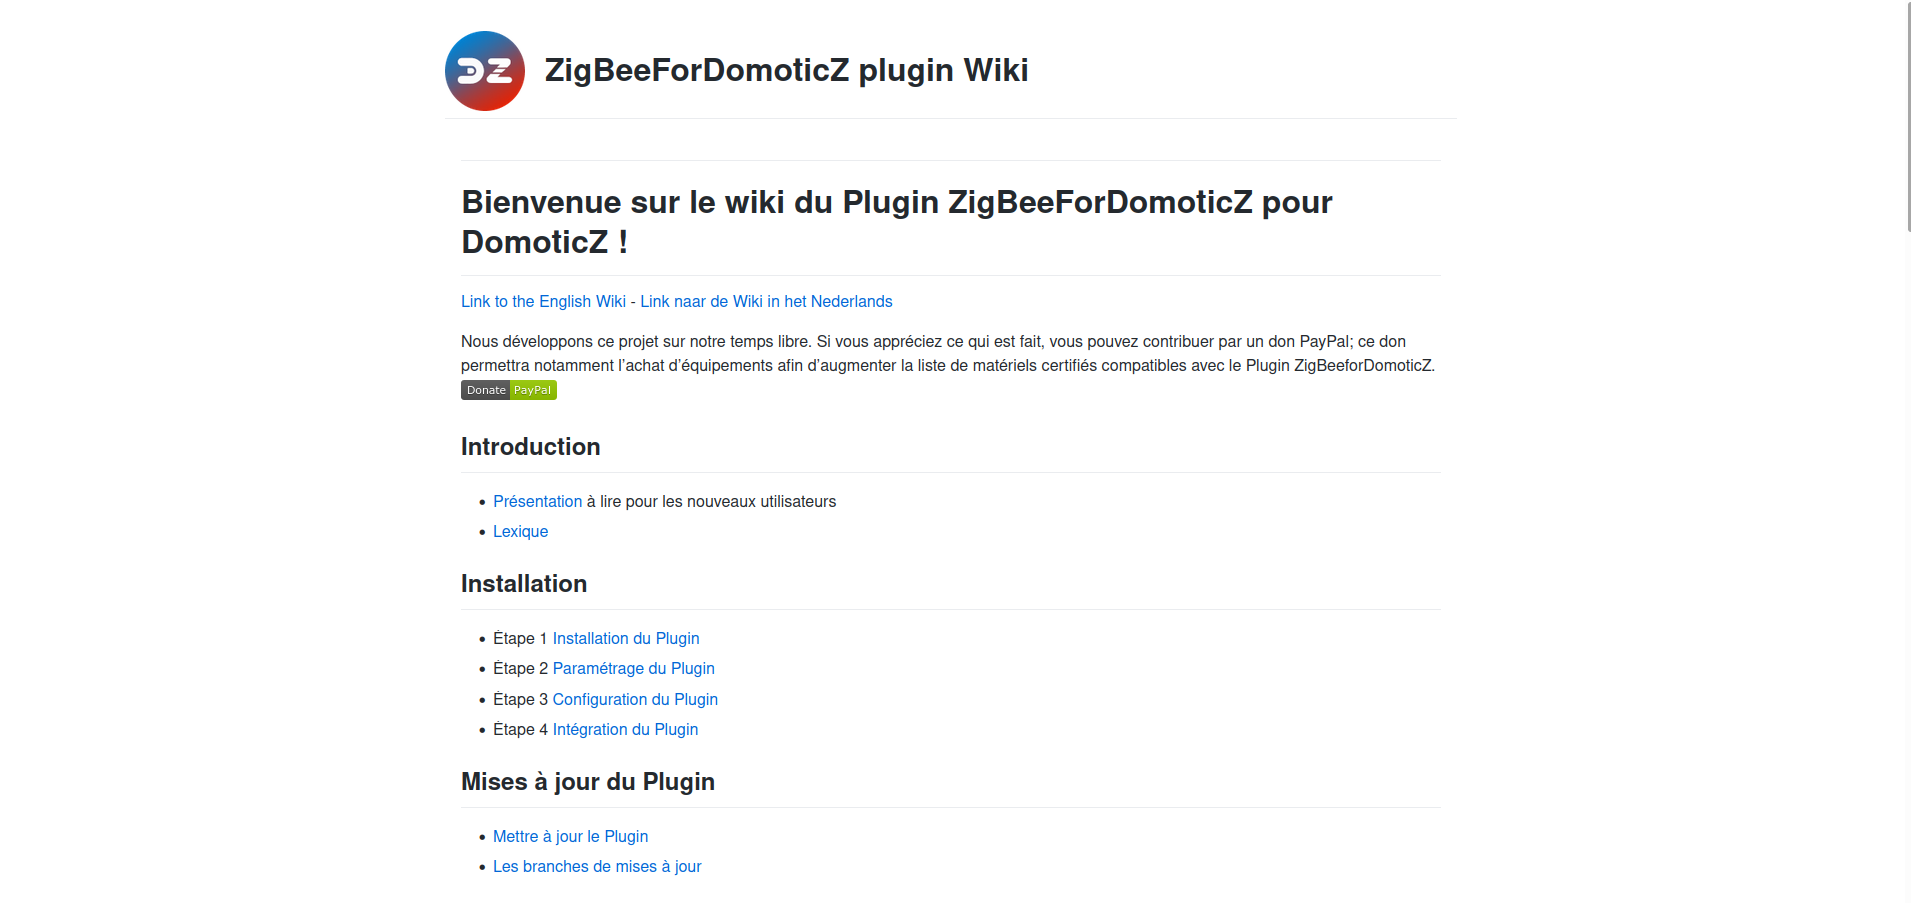 DZ
ZigBeeForDomoticZ plugin Wiki
Bienvenue sur le wiki du Plugin ZigBeeForDomoticZ pour
DomoticZ !
Link to the English Wiki - Link naar de Wiki in het Nederlands
Nous développons ce projet sur notre temps libre. Si vous appréciez ce qui est fait, vous pouvez contribuer par un don PayPal; ce don
permettra notamment l’achat d’équipements afin d’augmenter la liste de matériels certifiés compatibles avec le Plugin ZigBeeforDomoticZ.
Donate PayPal
Introduction
• Présentation à lire pour les nouveaux utilisateurs
• Lexique
Installation
• Étape 1 Installation du Plugin
• Étape 2 Paramétrage du Plugin
• Étape 3 Configuration du Plugin
• Étape 4 Intégration du Plugin
Mises à jour du Plugin
• Mettre à jour le Plugin
• Les branches de mises à jour